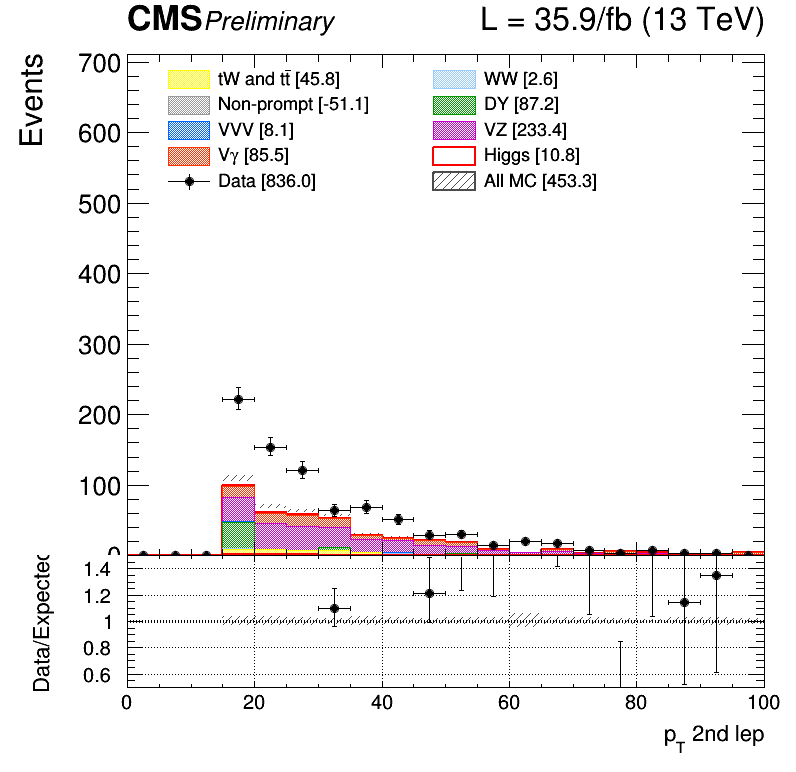 CMS Preliminary L = 35.9/fb (13 TeV)
Events
700
600
500
400
300
200
100
0
tW and tt̄ [45.8]
Non-prompt [-51.1]
VVV [8.1]
Vγ [85.5]
Data [836.0]
WW [2.6]
DY [87.2]
VZ [233.4]
Higgs [10.8]
All MC [453.3]
Data/Expected
1.4
1.2
1
0.8
0.6
0 20 40 60 80 100
p_T 2nd lep